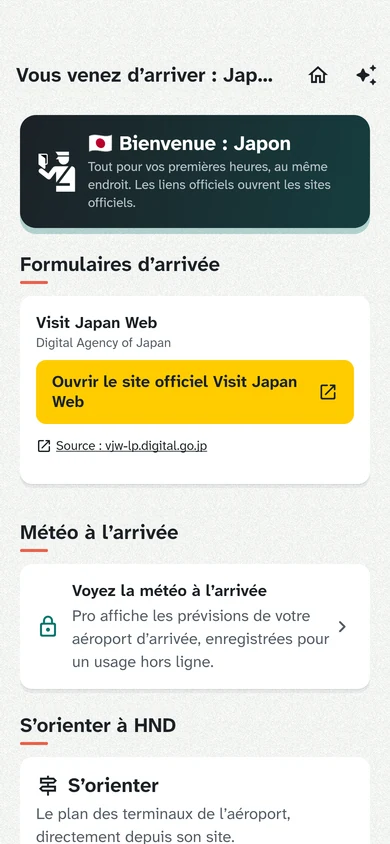 Vous venez d’arriver : Jap...
🇯🇵 Bienvenue : Japon
Tout pour vos premières heures, au même
endroit. Les liens officiels ouvrent les sites
officiels.
Formulaires d’arrivée
Visit Japan Web
Digital Agency of Japan
Ouvrir le site officiel Visit Japan
Web
Source : vjw-lp.digital.go.jp
Météo à l’arrivée
Voyez la météo à l’arrivée
Pro affiche les prévisions de votre
aéroport d’arrivée, enregistrées pour
un usage hors ligne.
S’orienter à HND
S’orienter
Le plan des terminaux de l’aéroport,
directement depuis son site.